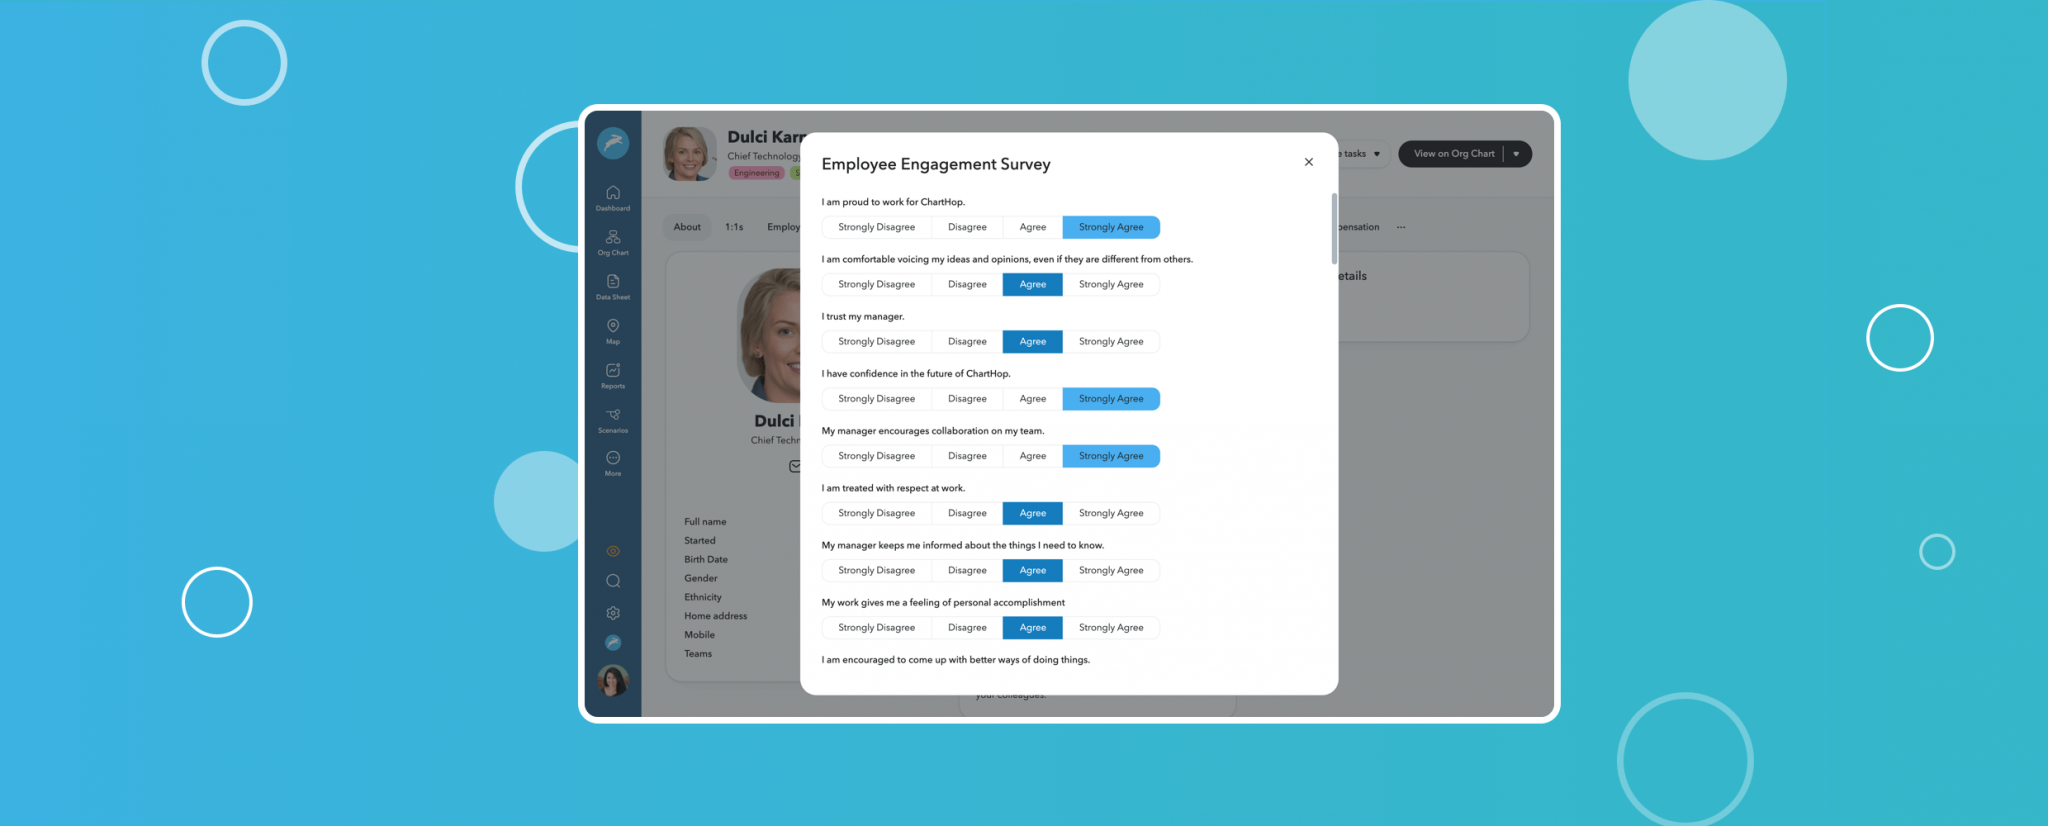 Dulci Karr
Chief Technology
Engineering
tasks
View on Org Chart
Dashboard
Org Chart
Data Sheet
Map
Reports
Scenarios
More
About
1:1s
Employee Engagement Survey
I am proud to work for ChartHop.
Strongly Disagree Disagree Agree Strongly Agree
I am comfortable voicing my ideas and opinions, even if they are different from others.
Strongly Disagree Disagree Agree Strongly Agree
I trust my manager.
Strongly Disagree Disagree Agree Strongly Agree
I have confidence in the future of ChartHop.
Strongly Disagree Disagree Agree Strongly Agree
My manager encourages collaboration on my team.
Strongly Disagree Disagree Agree Strongly Agree
I am treated with respect at work.
Strongly Disagree Disagree Agree Strongly Agree
My manager keeps me informed about the things I need to know.
Strongly Disagree Disagree Agree Strongly Agree
My work gives me a feeling of personal accomplishment
Strongly Disagree Disagree Agree Strongly Agree
I am encouraged to come up with better ways of doing things.
Dulci
Full name
Started
Birth Date
Gender
Ethnicity
Home address
Mobile
Teams
your colleagues.